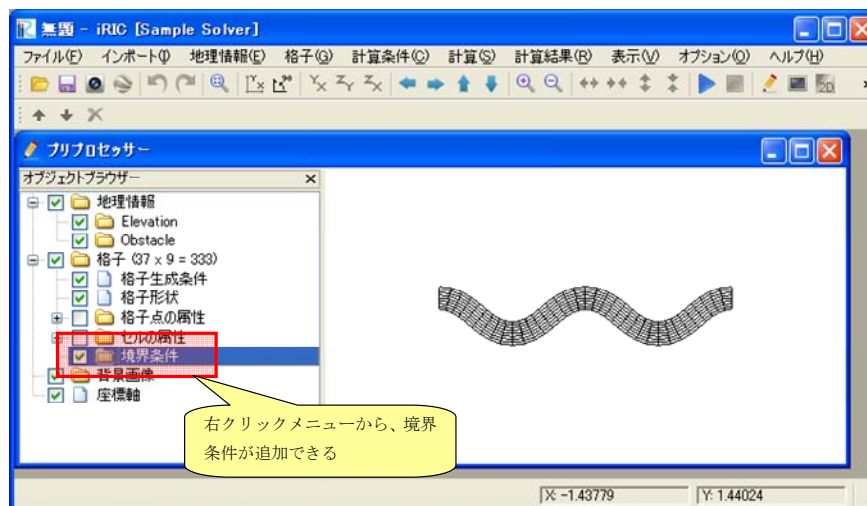 無題 - iRIC [Sample Solver]
ファイル(F) インポート(I) 地理情報(E) 格子(G) 計算条件(C) 計算(S) 計算結果(R) 表示(V) オプション(O) ヘルプ(H)
プリプロセッサー
オブジェクトブラウザー
地理情報
Elevation
Obstacle
格子 (37 x 9 = 333)
格子生成条件
格子形状
格子点の属性
セルの属性
境界条件
背景画像
座標軸
右クリックメニューから、境界
条件が追加できる
X: -1.43779 Y: 1.44024